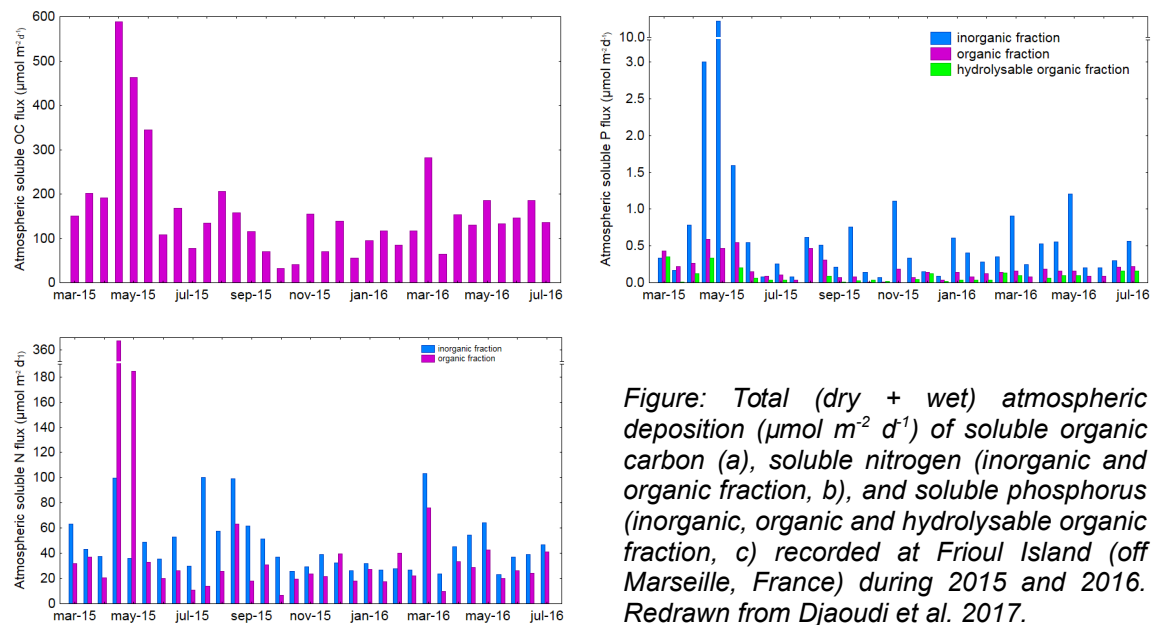 600
500
400
300
200
100
0
Atmospheric soluble OC flux (µmol m⁻² d⁻¹)
mar-15 may-15 jul-15 sep-15 nov-15 jan-16 mar-16 may-16 jul-16
10.0
3.0
2.5
2.0
1.5
1.0
0.5
0.0
Atmospheric soluble P flux (µmol m⁻² d⁻¹)
inorganic fraction
organic fraction
hydrolysable organic fraction
mar-15 may-15 jul-15 sep-15 nov-15 jan-16 mar-16 may-16 jul-16
360
180
160
140
120
100
80
60
40
20
0
Atmospheric soluble N flux (µmol m⁻² d⁻¹)
inorganic fraction
organic fraction
mar-15 may-15 jul-15 sep-15 nov-15 jan-16 mar-16 may-16 jul-16
Figure: Total (dry + wet) atmospheric
deposition (µmol m⁻² d⁻¹) of soluble organic
carbon (a), soluble nitrogen (inorganic and
organic fraction, b), and soluble phosphorus
(inorganic, organic and hydrolysable organic
fraction, c) recorded at Frioul Island (off
Marseille, France) during 2015 and 2016.
Redrawn from Djaoudi et al. 2017.